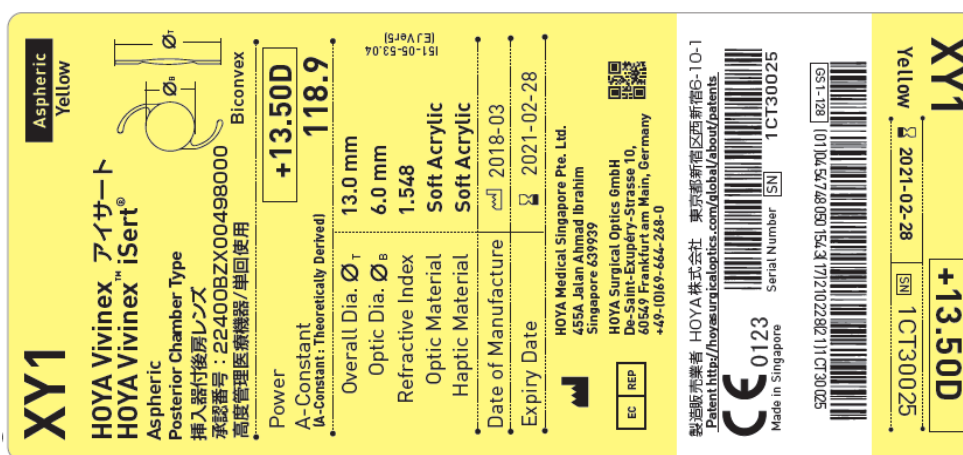 XY1
Aspheric
Yellow
HOYA Vivinex アイサート
HOYA Vivinex™ iSert®
Aspheric
Posterior Chamber Type
挿入器付後房レンズ
承認番号：22400BZX00498000
高度管理医療機器/単回使用
Biconvex
ØB
ØT
Power +13.50D
A-Constant 118.9
(A-Constant : Theoretically Derived)
Overall Dia. ØT 13.0 mm
Optic Dia. ØB 6.0 mm
Refractive Index 1.548
Optic Material Soft Acrylic
Haptic Material Soft Acrylic
151-05-53.04
(EJ Ver5)
Date of Manufacture 2018-03
Expiry Date 2021-02-28
HOYA Medical Singapore Pte. Ltd.
455A Jalan Ahmad Ibrahim
Singapore 639939
EC REP
HOYA Surgical Optics GmbH
De-Saint-Exupéry-Strasse 10,
60549 Frankfurt am Main, Germany
+49-(0)69-664-268-0
製造販売業者 HOYA株式会社 東京都新宿区西新宿6-10-1
Patent http://hoyasurgicaloptics.com/global/about/patents
CE 0123
Made in Singapore
Serial Number SN 1CT30025
GS1-128
XY1
Yellow 2021-02-28
SN 1CT30025
+13.50D